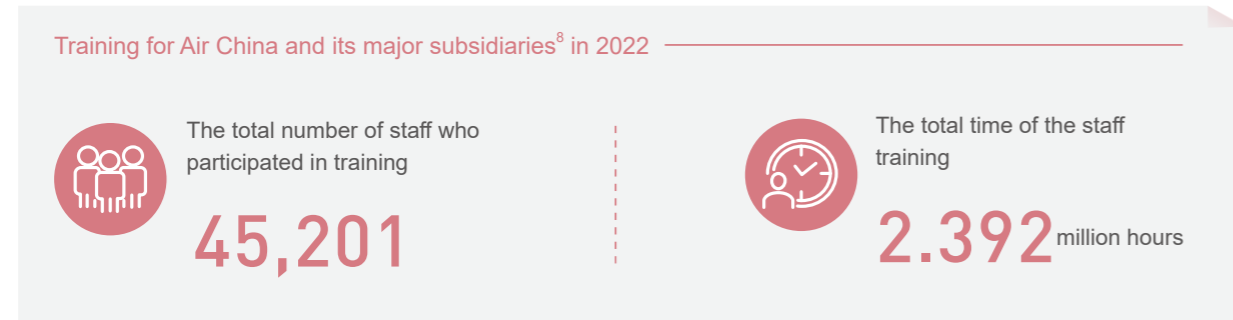 Training for Air China and its major subsidiaries8 in 2022
The total number of staff who
participated in training
45,201
The total time of the staff
training
2.392 million hours